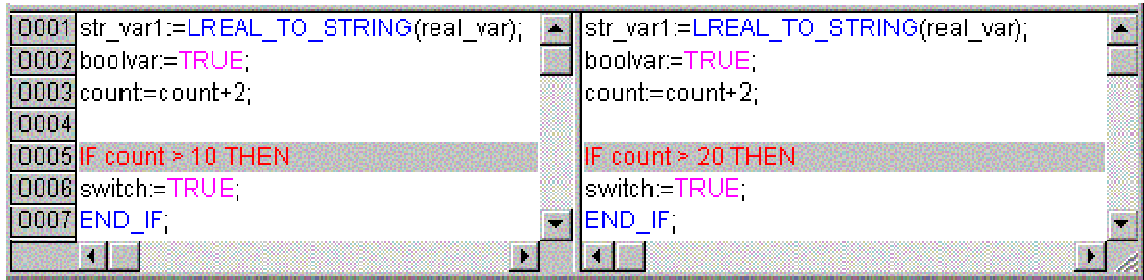 0001 str_var1:=LREAL_TO_STRING(real_var); str_var1:=LREAL_TO_STRING(real_var);
0002 boolvar:=TRUE; boolvar:=TRUE;
0003 count:=count+2; count:=count+2;
0004
0005 IF count > 10 THEN IF count > 20 THEN
0006 switch:=TRUE; switch:=TRUE;
0007 END_IF; END_IF;